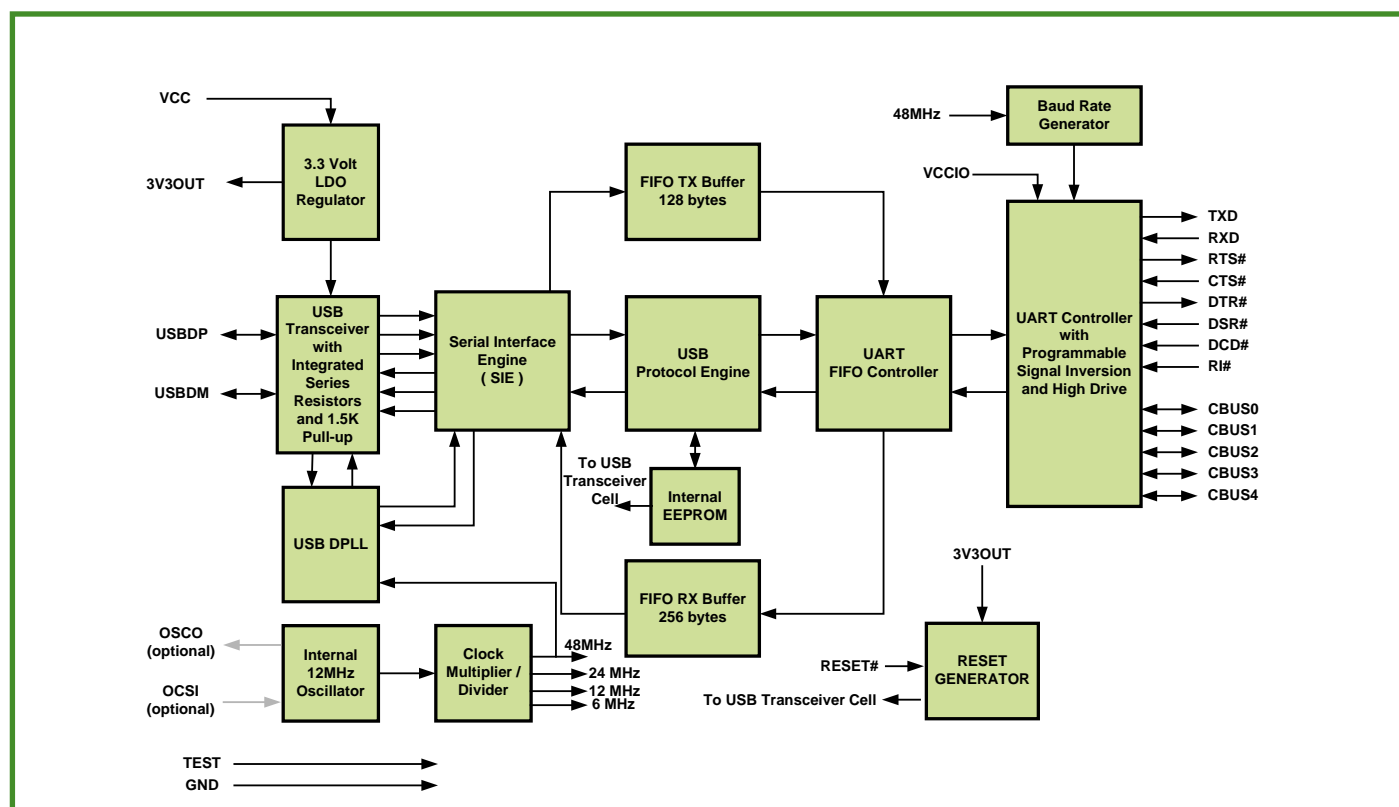 VCC
3V3OUT
3.3 Volt
LDO
Regulator
FIFO TX Buffer
128 bytes
48MHz
Baud Rate
Generator
VCCIO
USBDP
USBDM
USB
Transceiver
with
Integrated
Series
Resistors
and 1.5K
Pull-up
Serial Interface
Engine
( SIE )
USB
Protocol Engine
UART
FIFO Controller
UART Controller
with
Programmable
Signal Inversion
and High Drive
TXD
RXD
RTS#
CTS#
DTR#
DSR#
DCD#
RI#
CBUS0
CBUS1
CBUS2
CBUS3
CBUS4
USB DPLL
To USB
Transceiver
Cell
Internal
EEPROM
FIFO RX Buffer
256 bytes
3V3OUT
RESET#
RESET
GENERATOR
To USB Transceiver Cell
OSCO
(optional)
OCSI
(optional)
Internal
12MHz
Oscillator
Clock
Multiplier /
Divider
48MHz
24 MHz
12 MHz
6 MHz
TEST
GND